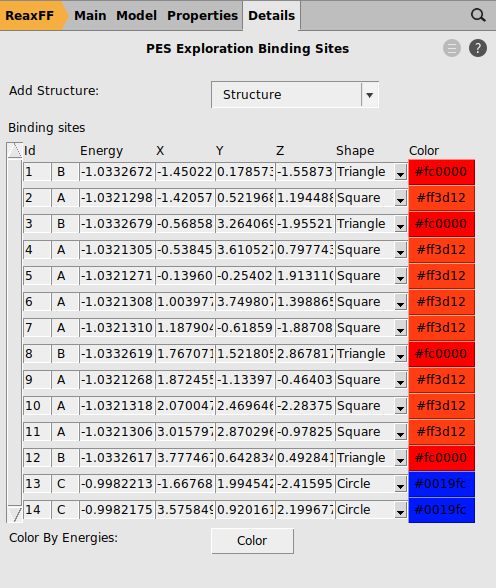 ReaxFF Main Model Properties Details
PES Exploration Binding Sites
Add Structure: Structure
Binding sites
Id Energy X Y Z Shape Color
1 B -1.0332672 -1.45022 0.178573 -1.55873 Triangle #fc0000
2 A -1.0321298 -1.42057 0.521968 1.194488 Square #ff3d12
3 B -1.0332679 -0.56858 3.264069 -1.95521 Triangle #fc0000
4 A -1.0321305 -0.53845 3.610527 0.797743 Square #ff3d12
5 A -1.0321271 -0.13960 -0.25402 1.913110 Square #ff3d12
6 A -1.0321308 1.003977 3.749807 1.398865 Square #ff3d12
7 A -1.0321310 1.187904 -0.61859 -1.88708 Square #ff3d12
8 B -1.0332619 1.767071 1.521805 2.867817 Triangle #fc0000
9 A -1.0321268 1.872455 -1.13397 -0.46403 Square #ff3d12
10 A -1.0321318 2.070047 2.469646 -2.28375 Square #ff3d12
11 A -1.0321306 3.015797 2.870296 -0.97825 Square #ff3d12
12 B -1.0332617 3.777467 0.642834 0.492841 Triangle #fc0000
13 C -0.9982213 -1.66768 1.994542 -2.41595 Circle #0019fc
14 C -0.9982175 3.575849 0.920161 2.199677 Circle #0019fc
Color By Energies: Color